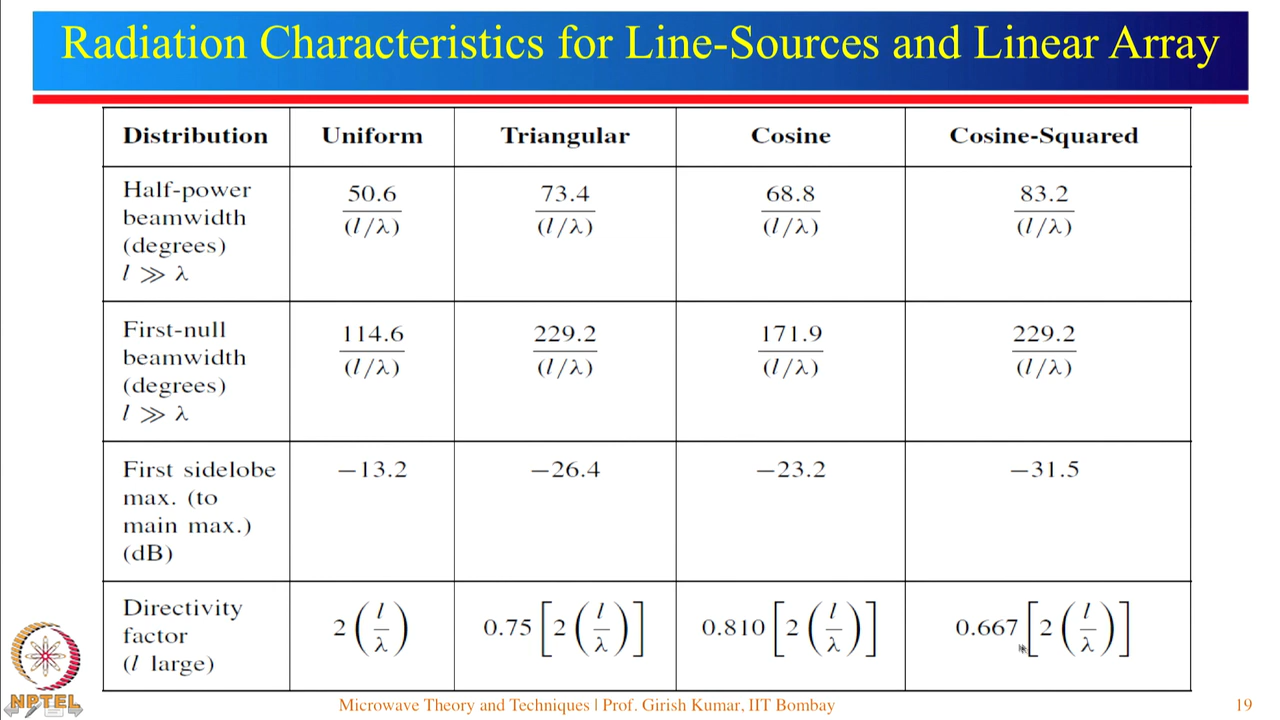 Radiation Characteristics for Line-Sources and Linear Array
Distribution Uniform Triangular Cosine Cosine-Squared
Half-power
beamwidth
(degrees)
l ≫ λ
50.6/(l/λ) 73.4/(l/λ) 68.8/(l/λ) 83.2/(l/λ)
First-null
beamwidth
(degrees)
l ≫ λ
114.6/(l/λ) 229.2/(l/λ) 171.9/(l/λ) 229.2/(l/λ)
First sidelobe
max. (to
main max.)
(dB)
−13.2 −26.4 −23.2 −31.5
Directivity
factor
(l large)
2(l/λ) 0.75[2(l/λ)] 0.810[2(l/λ)] 0.667[2(l/λ)]
NPTEL
Microwave Theory and Techniques | Prof. Girish Kumar, IIT Bombay 19